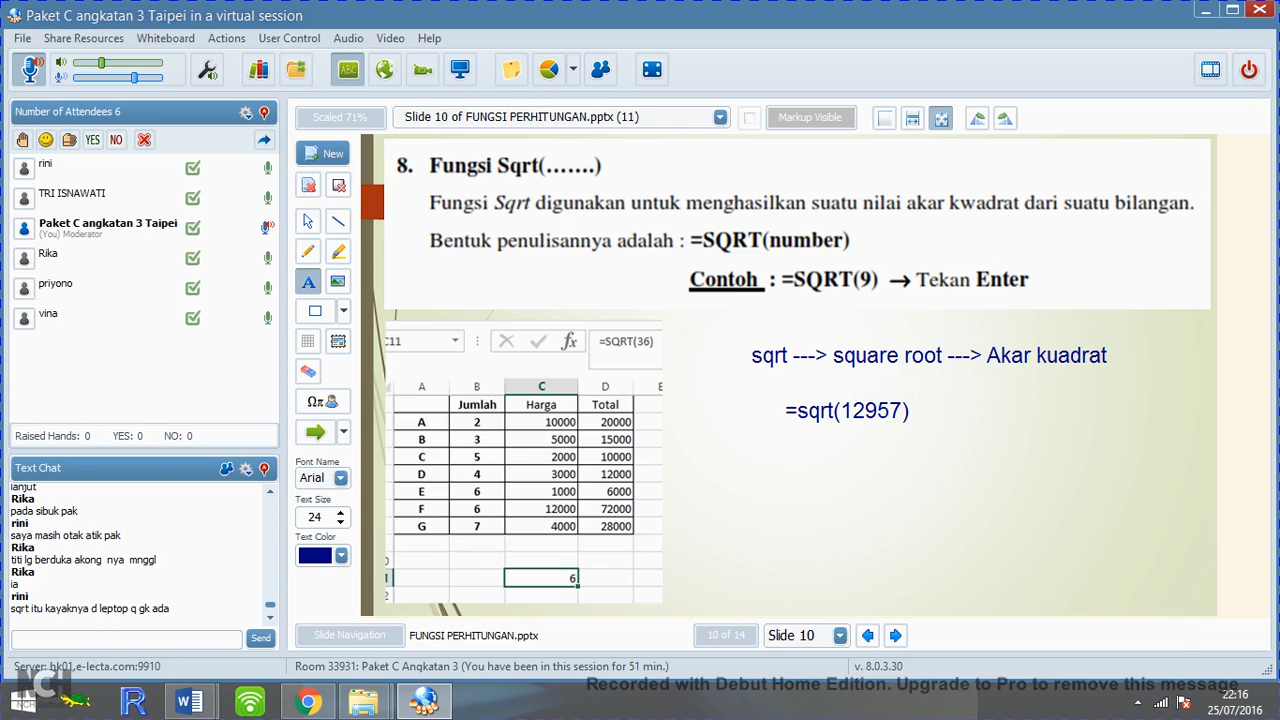 Paket C angkatan 3 Taipei in a virtual session
File Share Resources Whiteboard Actions User Control Audio Video Help
ABC
Number of Attendees 6
YES NO
rini
TRI ISNAWATI
Paket C angkatan 3 Taipei
(You) Moderator
Rika
priyono
vina
Raised Hands: 0 YES: 0 NO: 0
Text Chat
lanjut
Rika
pada sibuk pak
rini
saya masih otak atik pak
Rika
titi lg berduka akong nya mnggl
Rika
ia
rini
sqrt itu kayaknya d leptop q gk ada
Send
Scaled 71%
Slide 10 of FUNGSI PERHITUNGAN.pptx (11)
Markup Visible
New
A
Ωπ
Font Name
Arial
Text Size
24
Text Color
8. Fungsi Sqrt(…….)
Fungsi Sqrt digunakan untuk menghasilkan suatu nilai akar kwadrat dari suatu bilangan.
Bentuk penulisannya adalah : =SQRT(number)
Contoh : =SQRT(9) → Tekan Enter
C11 fx =SQRT(36)
A B C D E
Jumlah Harga Total
A 2 10000 20000
B 3 5000 15000
C 5 2000 10000
D 4 3000 12000
E 6 1000 6000
F 6 12000 72000
G 7 4000 28000
6
sqrt ---> square root ---> Akar kuadrat
=sqrt(12957)
Slide Navigation FUNGSI PERHITUNGAN.pptx 10 of 14 Slide 10
Server: hk01.e-lecta.com:9910 Room 33931: Paket C Angkatan 3 (You have been in this session for 51 min.) v. 8.0.3.30
Recorded with Debut Home Edition. Upgrade to Pro to remove this message
NCH
NCH Software
R W
22:16
25/07/2016